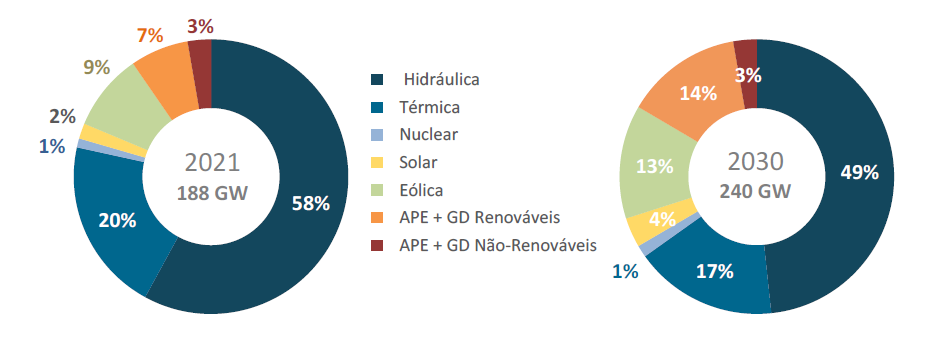 3%
7%
9%
2%
1%
20%
58%
2021
188 GW
Hidráulica
Térmica
Nuclear
Solar
Eólica
APE + GD Renováveis
APE + GD Não-Renováveis
3%
14%
13%
4%
1%
17%
49%
2030
240 GW